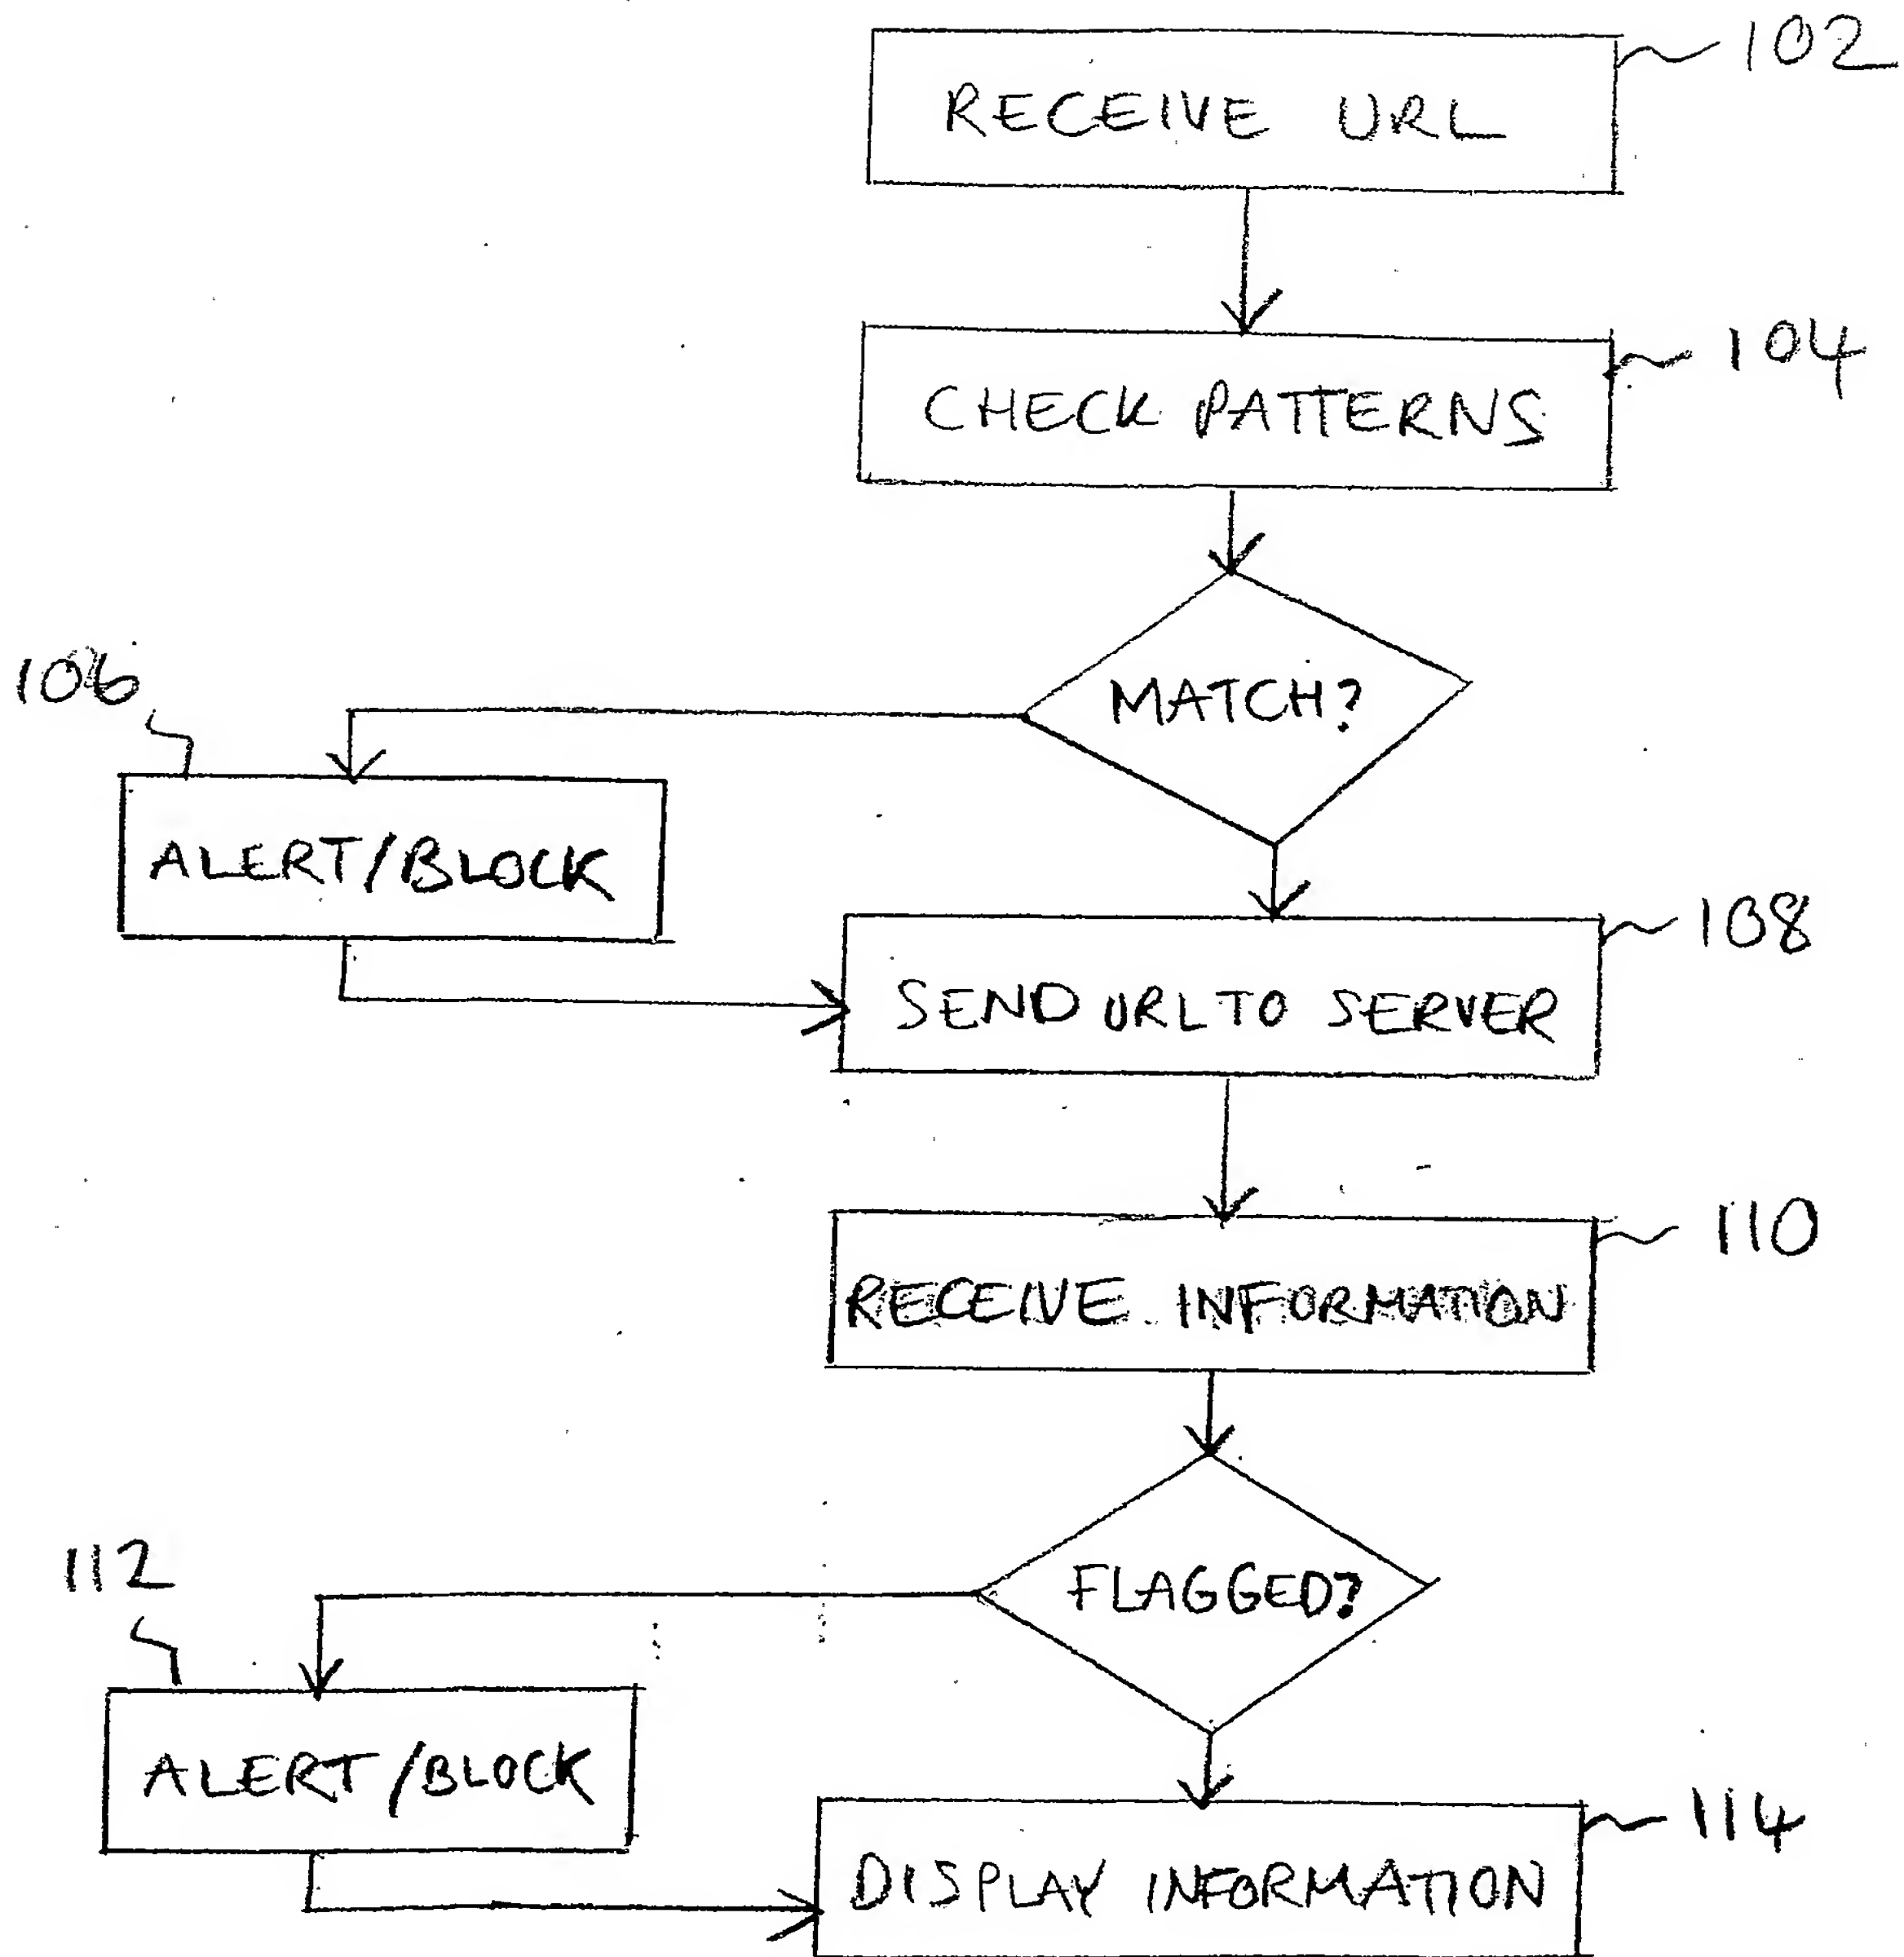 102
RECEIVE URL
104
CHECK PATTERNS
MATCH?
106
ALERT/BLOCK
108
SEND URL TO SERVER
110
RECEIVE INFORMATION
FLAGGED?
112
ALERT/BLOCK
114
DISPLAY INFORMATION